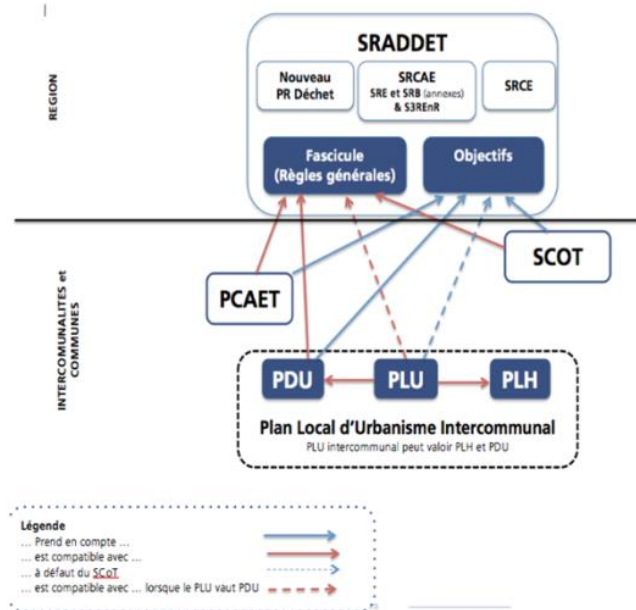 SRADDET
Nouveau
PR Déchet
SRCAE
SRE et SRB (annexes)
& S3REnR
SRCE
REGION
Fascicule
(Règles générales)
Objectifs
SCOT
PCAET
INTERCOMUNALITES et
COMMUNES
PDU
PLU
PLH
Plan Local d'Urbanisme Intercommunal
PLU intercommunal peut valoir PLH et PDU
Légende
... Prend en compte ...
... est compatible avec ...
... à défaut du SCoT
... est compatible avec ... lorsque le PLU vaut PDU